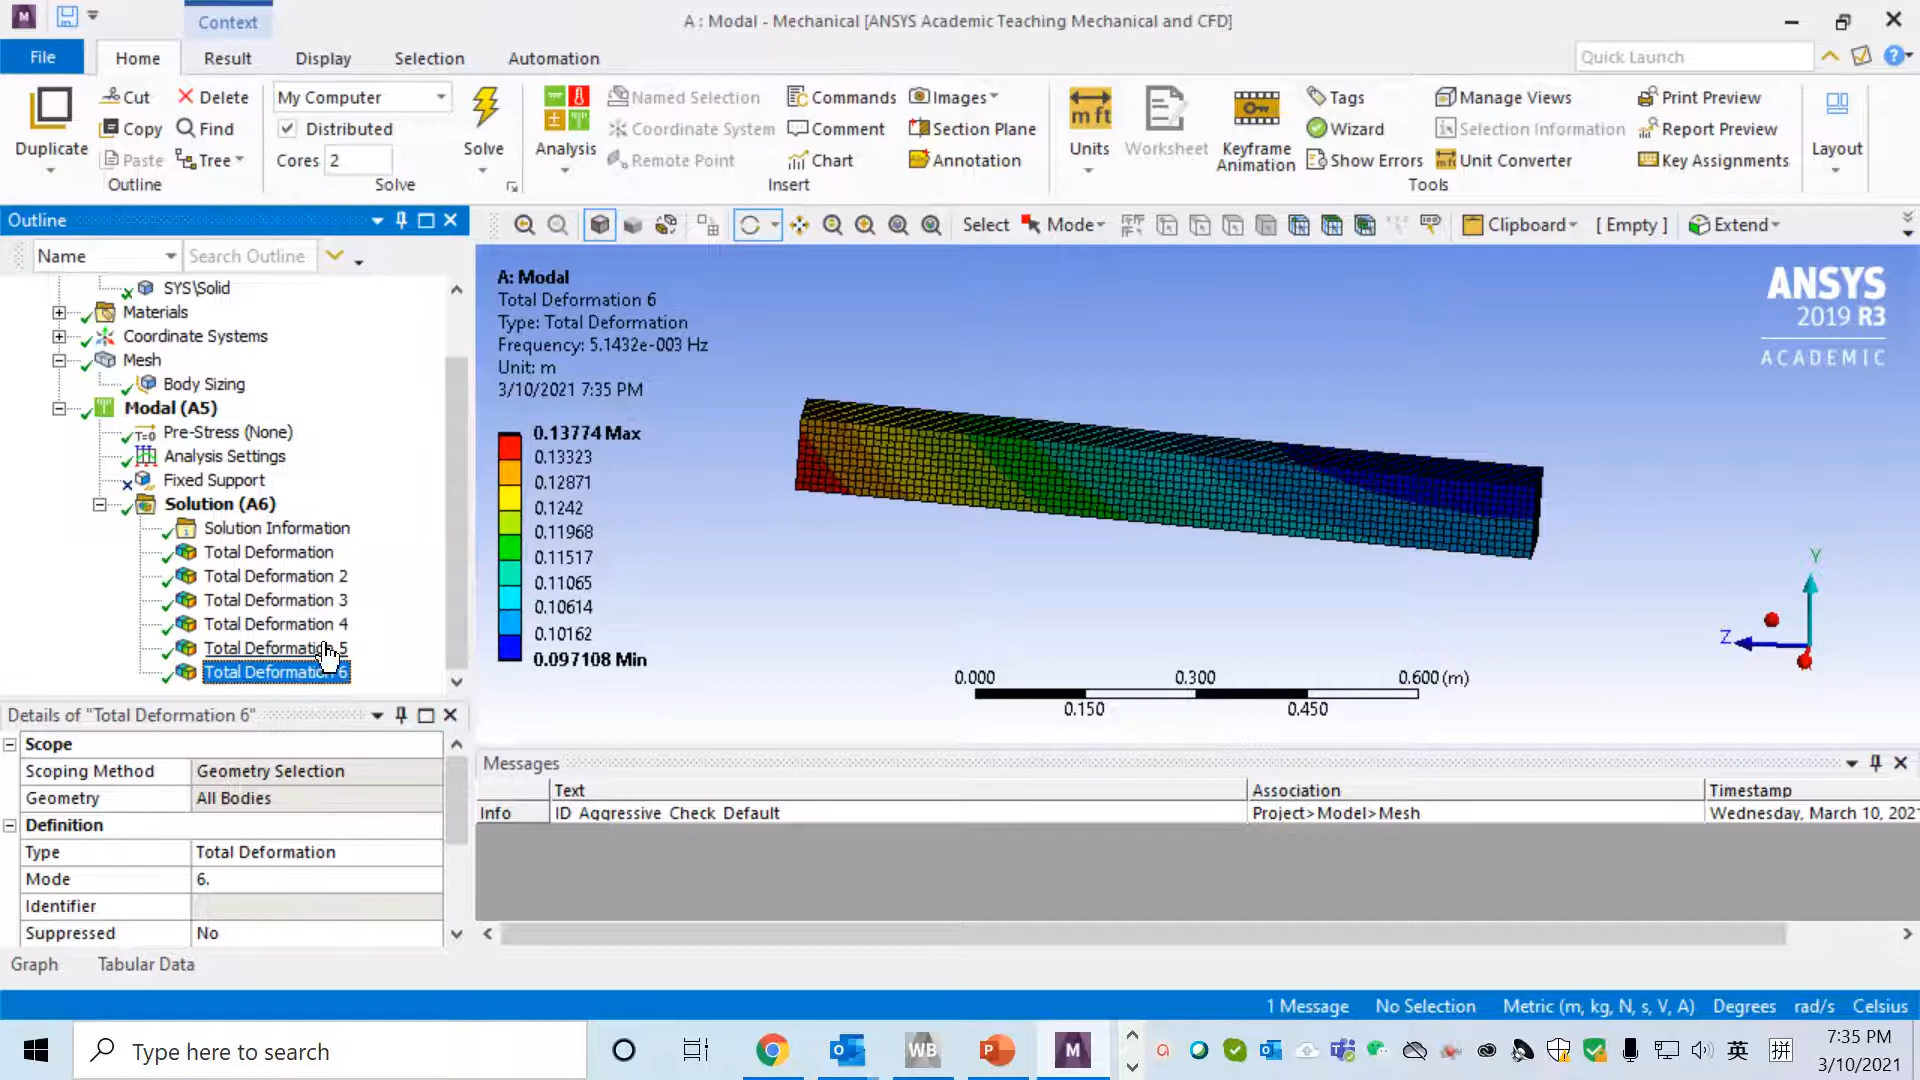 M
Context
A : Modal - Mechanical [ANSYS Academic Teaching Mechanical and CFD]
File
Home
Result
Display
Selection
Automation
Quick Launch
Duplicate
Cut
Delete
Copy
Find
Paste
Tree
Outline
My Computer
Distributed
Cores 2
Solve
Solve
Analysis
Named Selection
Coordinate System
Remote Point
Commands
Comment
Chart
Images
Section Plane
Annotation
Insert
Units
Worksheet
Keyframe
Animation
Tags
Wizard
Show Errors
Manage Views
Selection Information
Unit Converter
Print Preview
Report Preview
Key Assignments
Tools
Layout
Outline
Name
Search Outline
Select
Mode
Clipboard
[ Empty ]
Extend
SYS\Solid
Materials
Coordinate Systems
Mesh
Body Sizing
Modal (A5)
Pre-Stress (None)
Analysis Settings
Fixed Support
Solution (A6)
Solution Information
Total Deformation
Total Deformation 2
Total Deformation 3
Total Deformation 4
Total Deformation 5
Total Deformation 6
A: Modal
Total Deformation 6
Type: Total Deformation
Frequency: 5.1432e-003 Hz
Unit: m
3/10/2021 7:35 PM
0.13774 Max
0.13323
0.12871
0.1242
0.11968
0.11517
0.11065
0.10614
0.10162
0.097108 Min
ANSYS
2019 R3
ACADEMIC
Y
Z
0.000
0.300
0.600 (m)
0.150
0.450
Details of "Total Deformation 6"
Scope
Scoping Method
Geometry Selection
Geometry
All Bodies
Definition
Type
Total Deformation
Mode
6.
Identifier
Suppressed
No
Messages
Text
Association
Timestamp
Info
ID_Aggressive_Check_Default
Project>Model>Mesh
Wednesday, March 10, 202
Graph
Tabular Data
1 Message
No Selection
Metric (m, kg, N, s, V, A)
Degrees
rad/s
Celsius
Type here to search
WB
P
M
英
拼
7:35 PM
3/10/2021